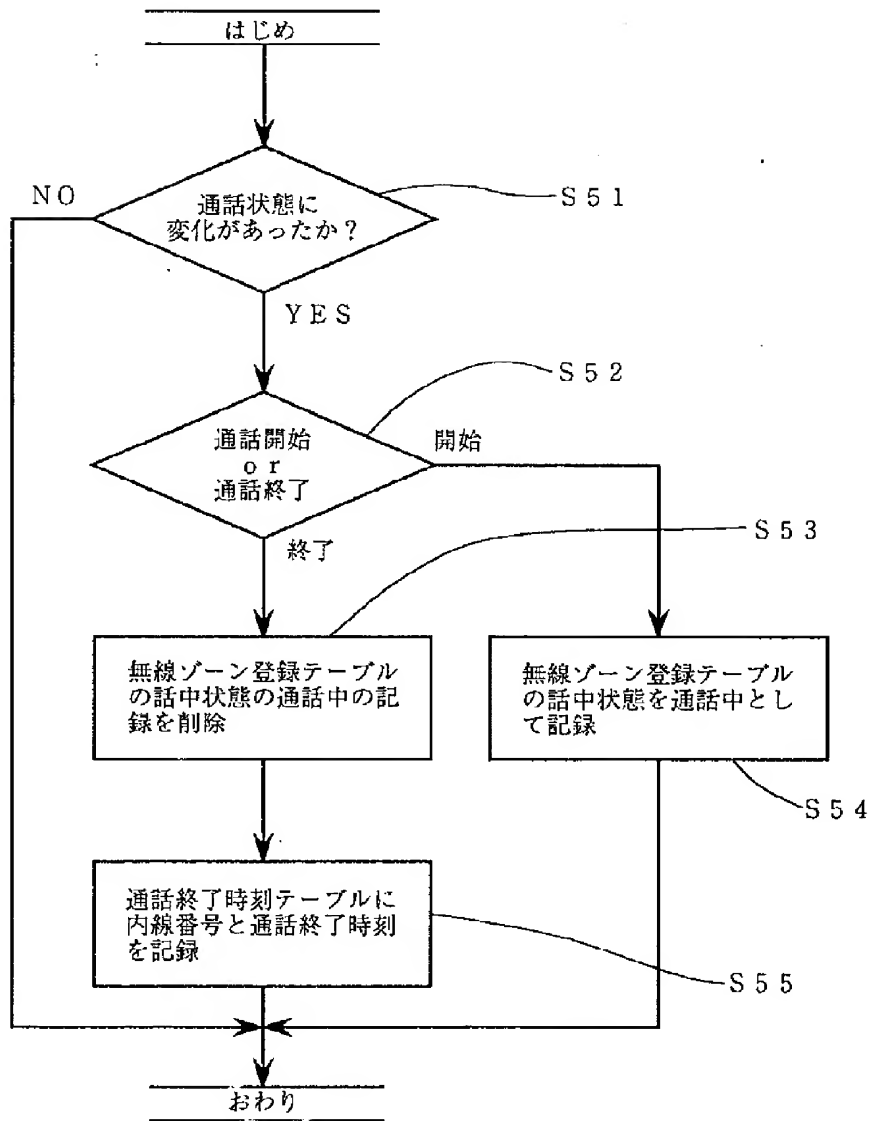 はじめ
NO
通話状態に
変化があったか？
S51
YES
S52
通話開始
or
通話終了
開始
終了
S53
無線ゾーン登録テーブル
の話中状態の通話中の記
録を削除
無線ゾーン登録テーブル
の話中状態を通話中とし
て記録
S54
通話終了時刻テーブルに
内線番号と通話終了時刻
を記録
S55
おわり